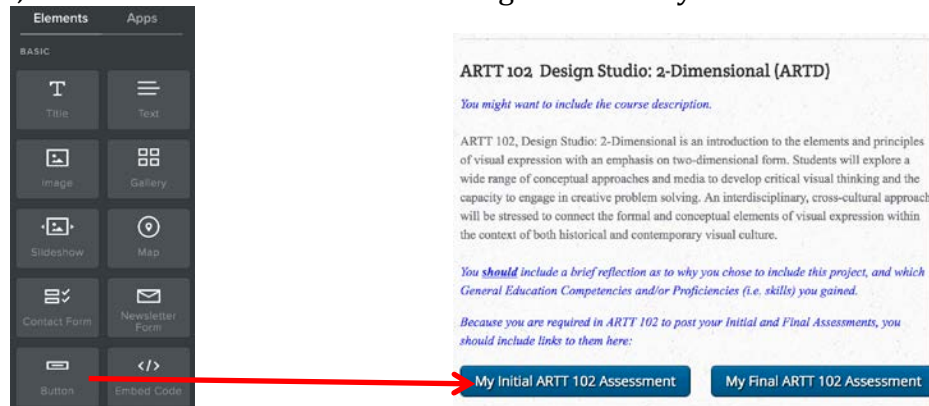 Elements Apps
BASIC
Title Text
Image Gallery
Slideshow Map
Contact Form Newsletter Form
Button Embed Code
ARTT 102 Design Studio: 2-Dimensional (ARTD)
You might want to include the course description.
ARTT 102, Design Studio: 2-Dimensional is an introduction to the elements and principles
of visual expression with an emphasis on two-dimensional form. Students will explore a
wide range of conceptual approaches and media to develop critical visual thinking and the
capacity to engage in creative problem solving. An interdisciplinary, cross-cultural approach
will be stressed to connect the formal and conceptual elements of visual expression within
the context of both historical and contemporary visual culture.
You should include a brief reflection as to why you chose to include this project, and which
General Education Competencies and/or Proficiencies (i.e. skills) you gained.
Because you are required in ARTT 102 to post your Initial and Final Assessments, you
should include links to them here:
My Initial ARTT 102 Assessment My Final ARTT 102 Assessment